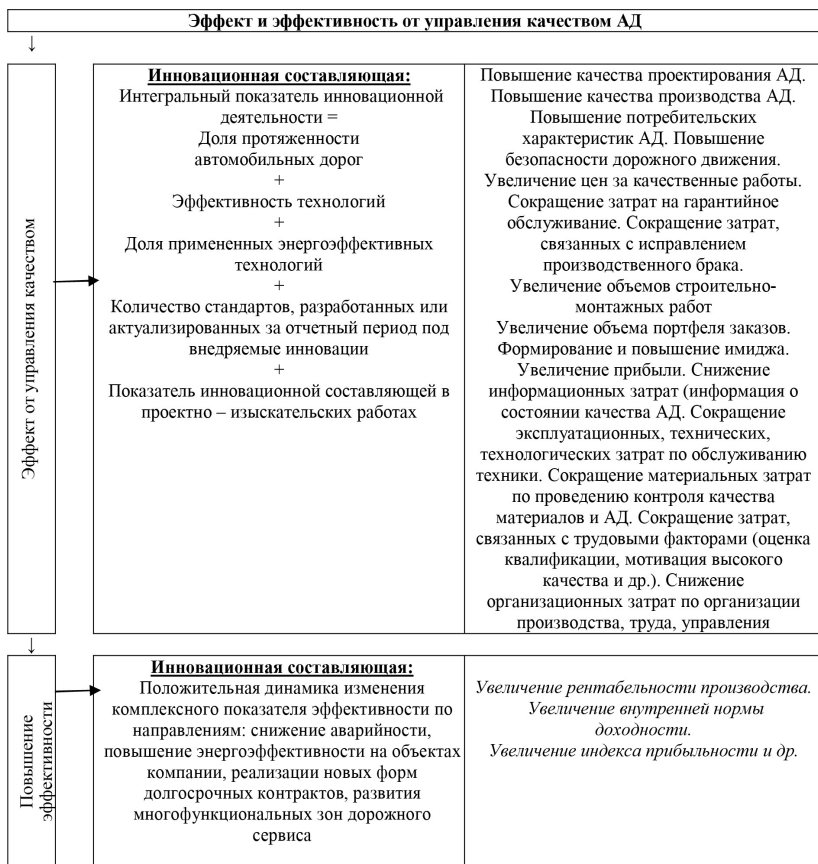 Эффект и эффективность от управления качеством АД
↓
Эффект от управления качеством
Инновационная составляющая:
Интегральный показатель инновационной
деятельности =
Доля протяженности
автомобильных дорог
+
Эффективность технологий
+
Доля примененных энергоэффективных
технологий
+
Количество стандартов, разработанных или
актуализированных за отчетный период под
внедряемые инновации
+
Показатель инновационной составляющей в
проектно – изыскательских работах
Повышение качества проектирования АД.
Повышение качества производства АД.
Повышение потребительских
характеристик АД. Повышение
безопасности дорожного движения.
Увеличение цен за качественные работы.
Сокращение затрат на гарантийное
обслуживание. Сокращение затрат,
связанных с исправлением
производственного брака.
Увеличение объемов строительно-
монтажных работ
Увеличение объема портфеля заказов.
Формирование и повышение имиджа.
Увеличение прибыли. Снижение
информационных затрат (информация о
состоянии качества АД. Сокращение
эксплуатационных, технических,
технологических затрат по обслуживанию
техники. Сокращение материальных затрат
по проведению контроля качества
материалов и АД. Сокращение затрат,
связанных с трудовыми факторами (оценка
квалификации, мотивация высокого
качества и др.). Снижение
организационных затрат по организации
производства, труда, управления
↓
Повышение
эффективности
Инновационная составляющая:
Положительная динамика изменения
комплексного показателя эффективности по
направлениям: снижение аварийности,
повышение энергоэффективности на объектах
компании, реализации новых форм
долгосрочных контрактов, развития
многофункциональных зон дорожного
сервиса
Увеличение рентабельности производства.
Увеличение внутренней нормы
доходности.
Увеличение индекса прибыльности и др.